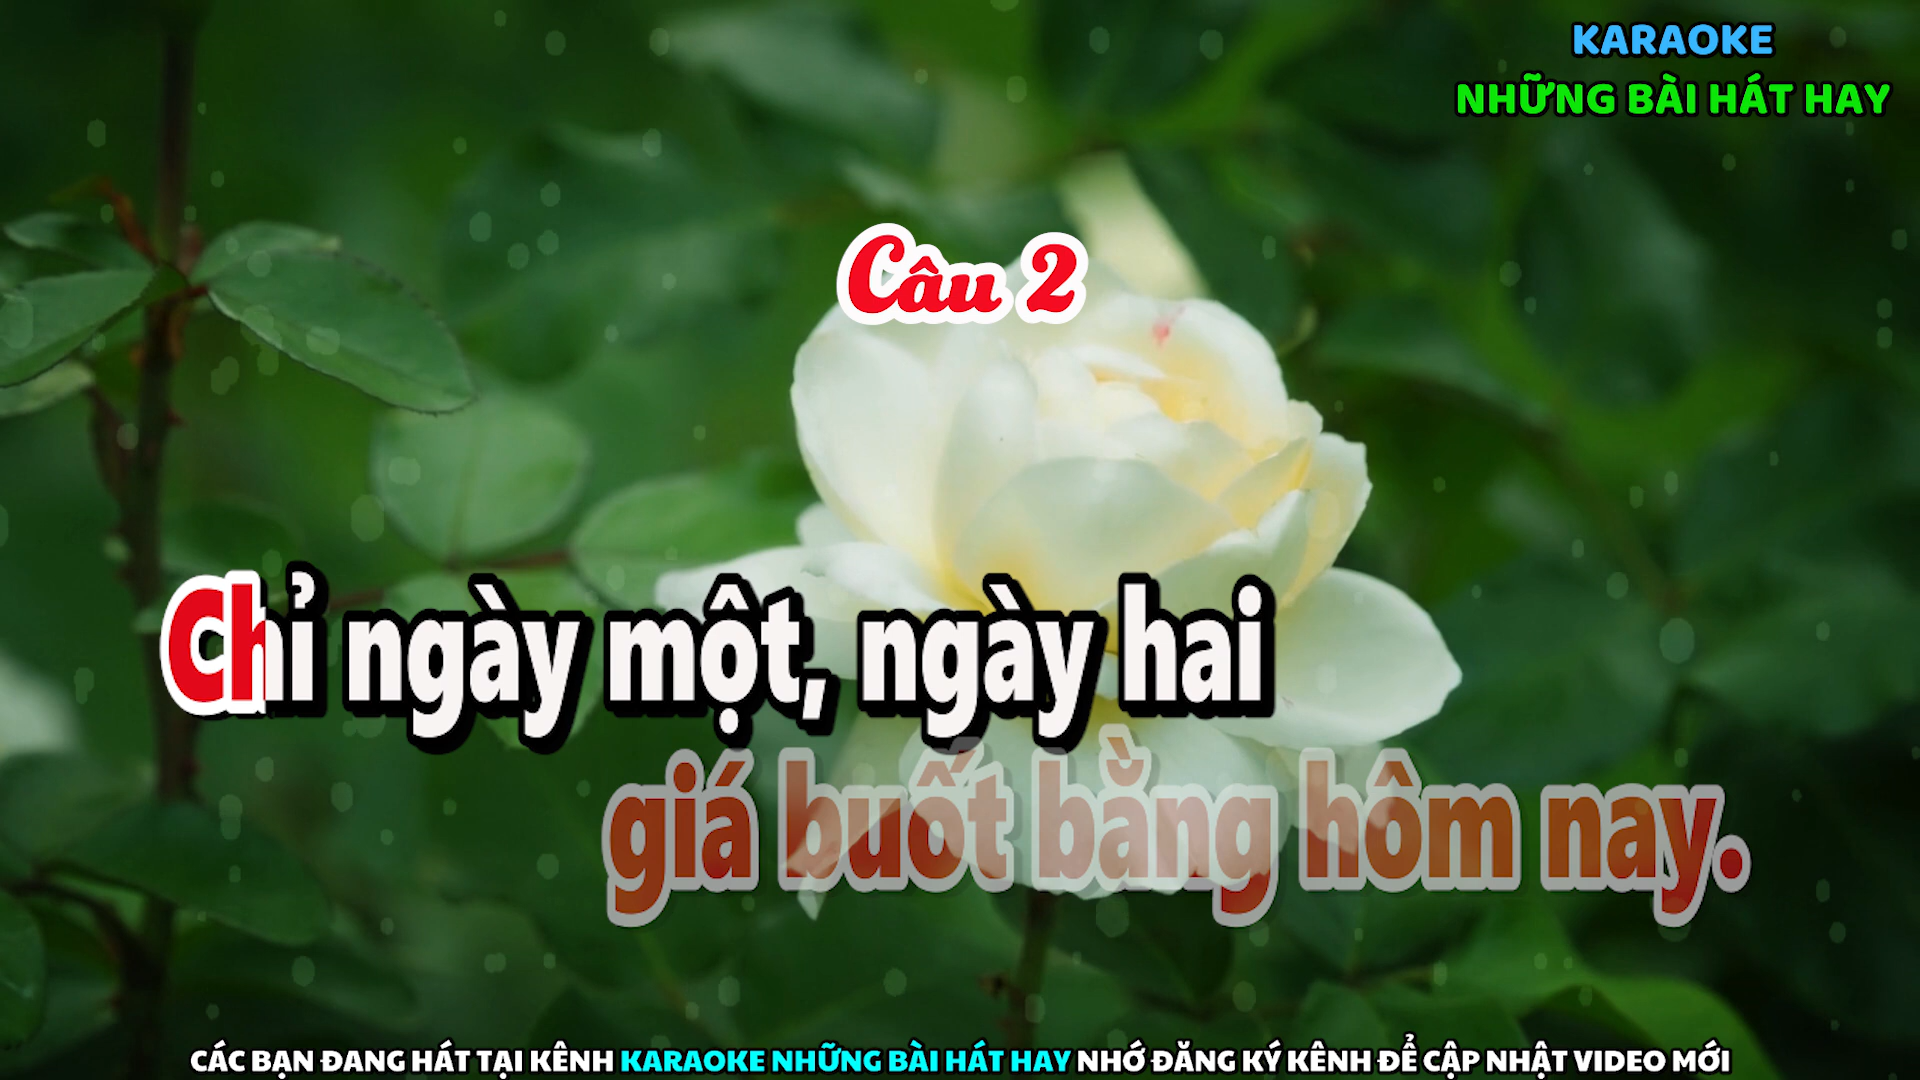 KARAOKE
NHỮNG BÀI HÁT HAY
Câu 2
Chỉ ngày một, ngày hai
giá buốt bằng hôm nay.
CÁC BẠN ĐANG HÁT TẠI KÊNH KARAOKE NHỮNG BÀI HÁT HAY NHỚ ĐĂNG KÝ KÊNH ĐỂ CẬP NHẬT VIDEO MỚI